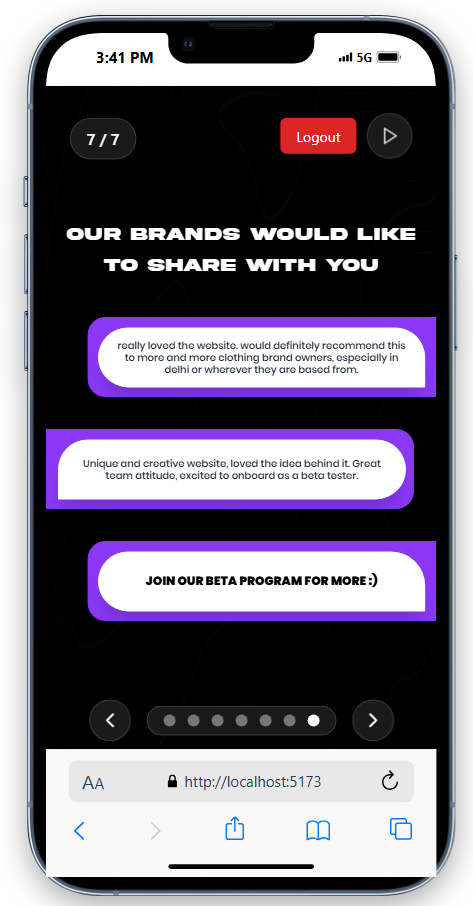 3:41 PM
5G
7 / 7
Logout
OUR BRANDS WOULD LIKE
TO SHARE WITH YOU
really loved the website. would definitely recommend this
to more and more clothing brand owners, especially in
delhi or wherever they are based from.
Unique and creative website, loved the idea behind it. Great
team attitude, excited to onboard as a beta tester.
JOIN OUR BETA PROGRAM FOR MORE :)
AA
http://localhost:5173